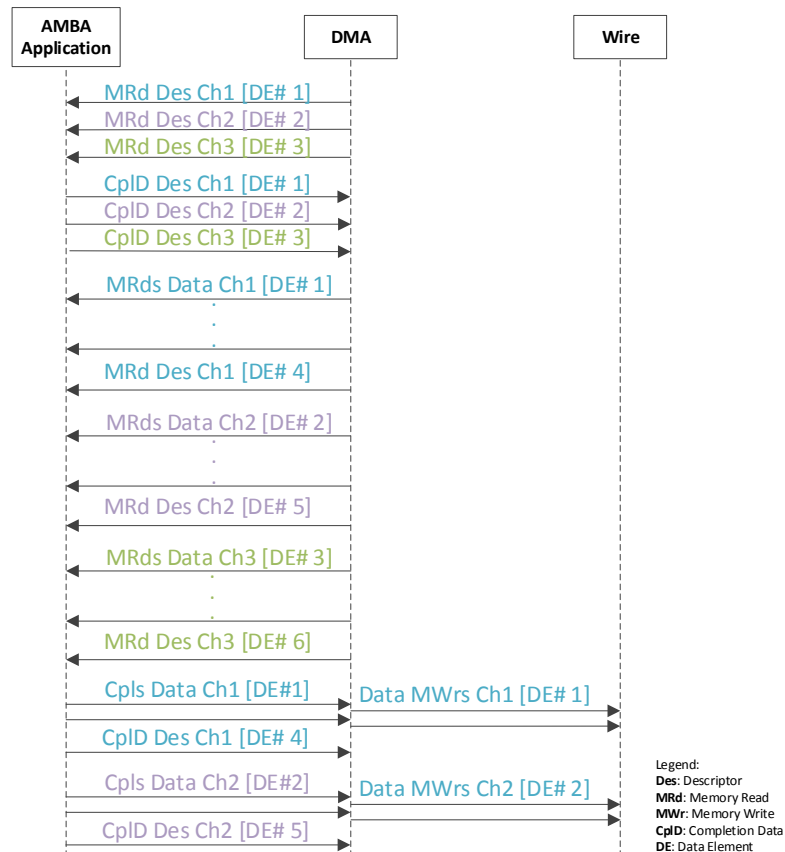 AMBA
Application
DMA
Wire
MRd Des Ch1 [DE# 1]
MRd Des Ch2 [DE# 2]
MRd Des Ch3 [DE# 3]
CplD Des Ch1 [DE# 1]
CplD Des Ch2 [DE# 2]
CplD Des Ch3 [DE# 3]
MRds Data Ch1 [DE# 1]
.
.
.
MRd Des Ch1 [DE# 4]
MRds Data Ch2 [DE# 2]
.
.
.
MRd Des Ch2 [DE# 5]
MRds Data Ch3 [DE# 3]
.
.
.
MRd Des Ch3 [DE# 6]
Cpls Data Ch1 [DE#1]
Data MWrs Ch1 [DE# 1]
CplD Des Ch1 [DE# 4]
Cpls Data Ch2 [DE#2]
Data MWrs Ch2 [DE# 2]
CplD Des Ch2 [DE# 5]
Legend:
Des: Descriptor
MRd: Memory Read
MWr: Memory Write
CplD: Completion Data
DE: Data Element